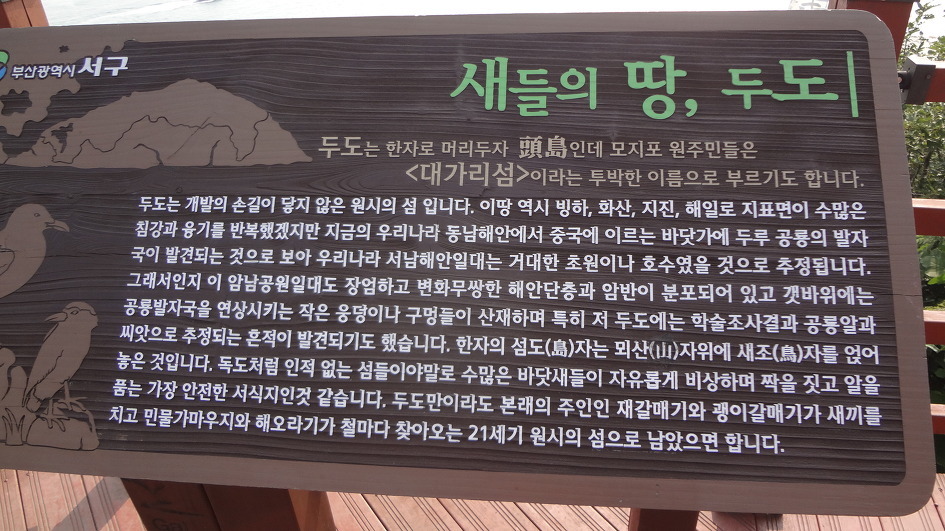 부산광역시 서구
새들의 땅, 두도
두도는 한자로 머리두자 頭島인데 모지포 원주민들은
<대가리섬>이라는 투박한 이름으로 부르기도 합니다.
두도는 개발의 손길이 닿지 않은 원시의 섬 입니다. 이땅 역시 빙하, 화산, 지진, 해일로 지표면이 수많은
침강과 융기를 반복했겠지만 지금의 우리나라 동남해안에서 중국에 이르는 바닷가에 두루 공룡의 발자
국이 발견되는 것으로 보아 우리나라 서남해안일대는 거대한 초원이나 호수였을 것으로 추정됩니다.
그래서인지 이 암남공원일대도 장엄하고 변화무쌍한 해안단층과 암반이 분포되어 있고 갯바위에는
공룡발자국을 연상시키는 작은 웅덩이나 구멍들이 산재하며 특히 저 두도에는 학술조사결과 공룡알과
씨앗으로 추정되는 흔적이 발견되기도 했습니다. 한자의 섬도(島)자는 뫼산(山)자위에 새조(鳥)자를 얹어
놓은 것입니다. 독도처럼 인적 없는 섬들이야말로 수많은 바닷새들이 자유롭게 비상하며 짝을 짓고 알을
품는 가장 안전한 서식지인것 같습니다. 두도만이라도 본래의 주인인 재갈매기와 괭이갈매기가 새끼를
치고 민물가마우지와 해오라기가 철마다 찾아오는 21세기 원시의 섬으로 남았으면 합니다.